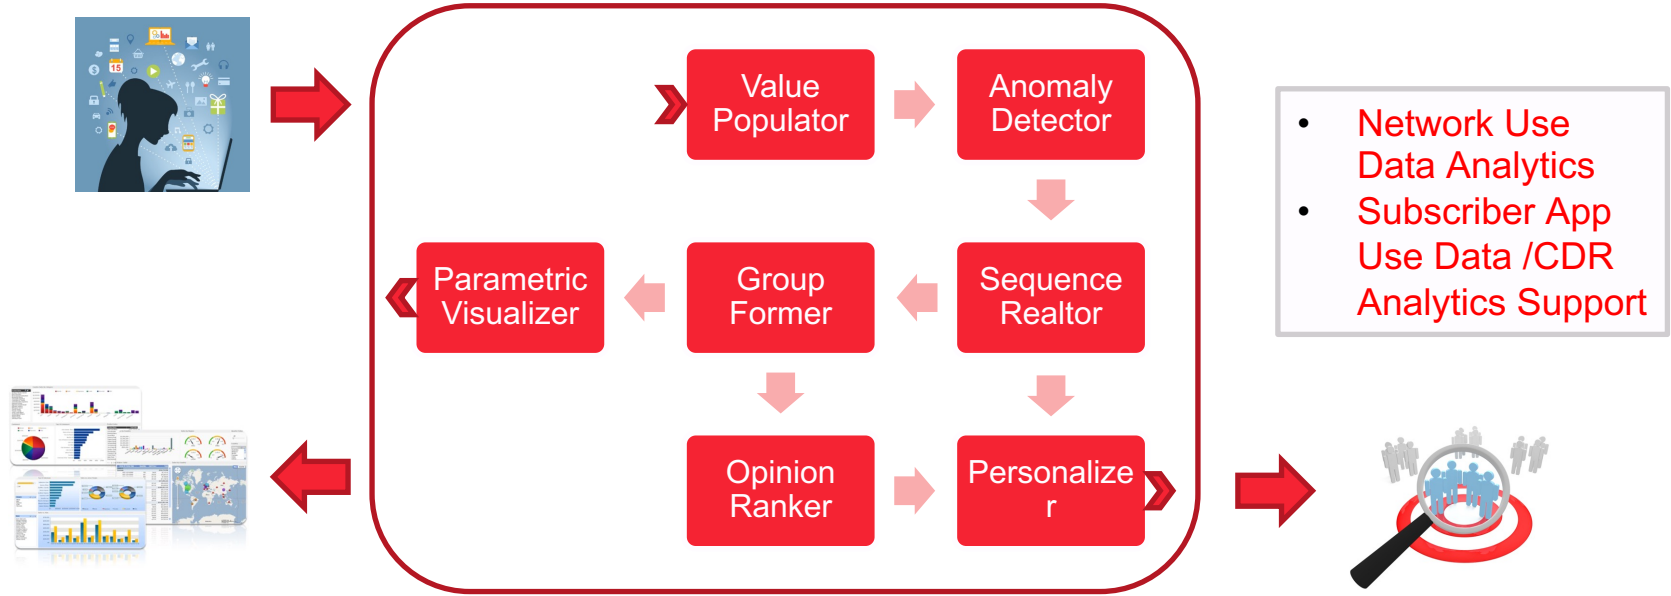 Value
Populator
Anomaly
Detector
• Network Use
Data Analytics
• Subscriber App
Use Data /CDR
Analytics Support
Parametric
Visualizer
Group
Former
Sequence
Realtor
Opinion
Ranker
Personalize
r
15